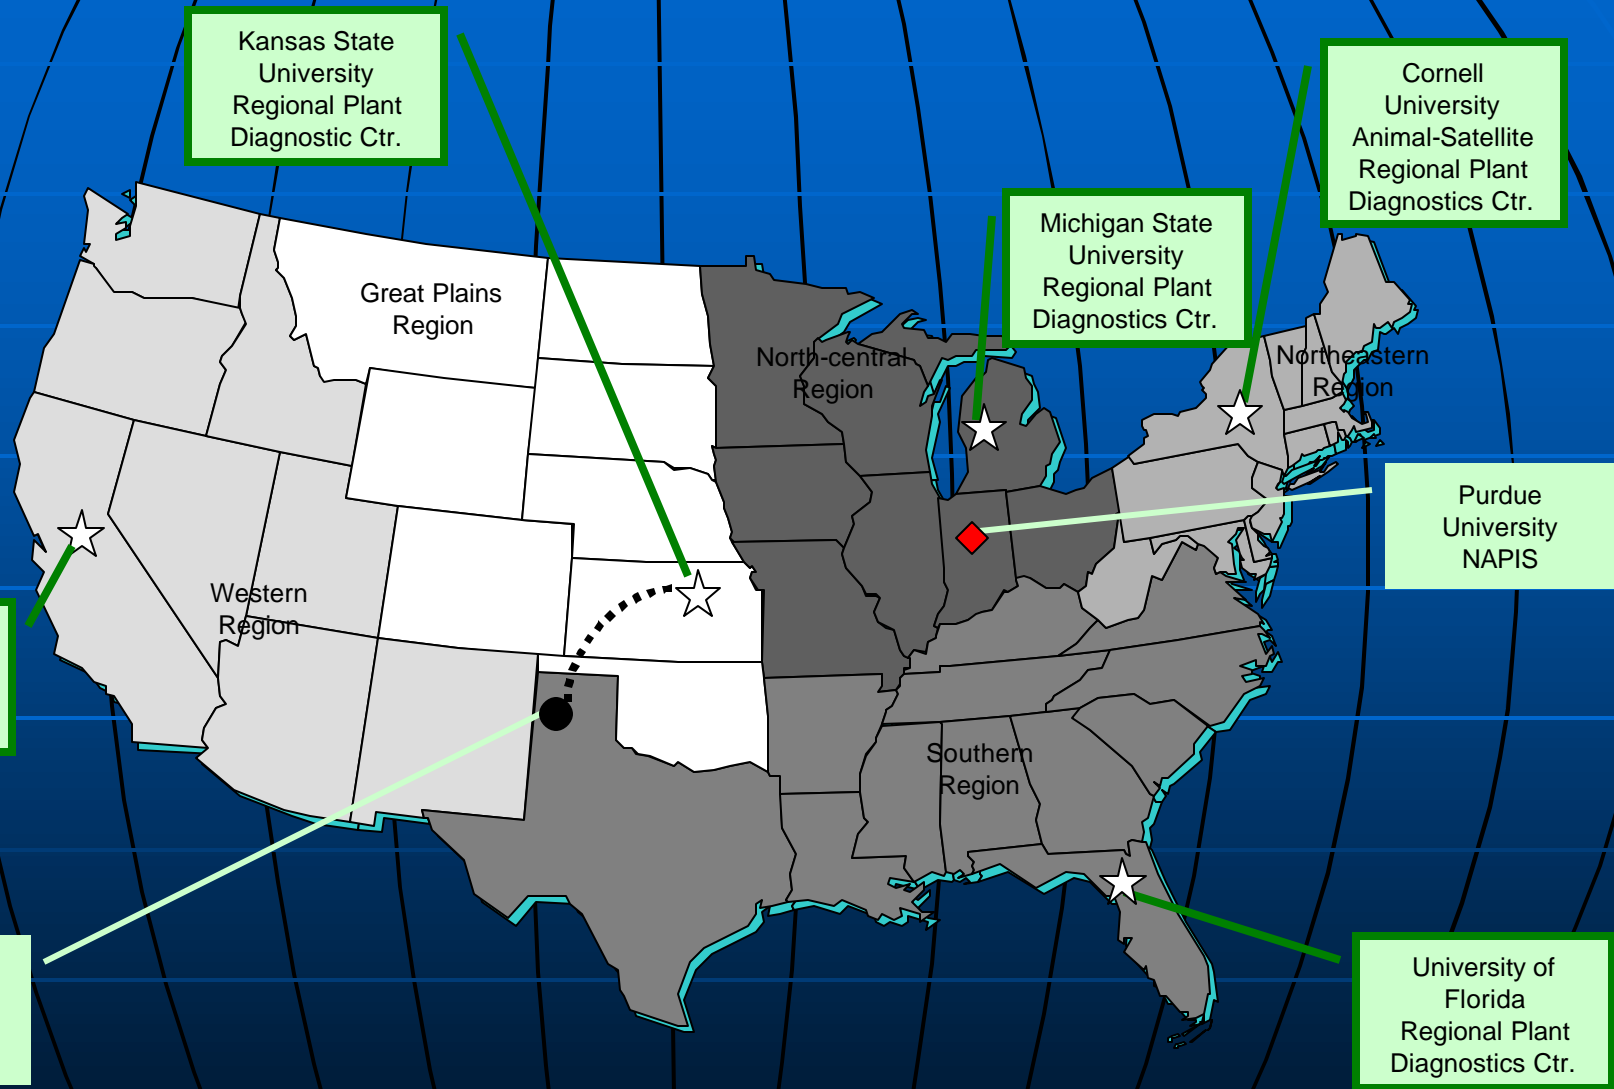 Kansas State
University
Regional Plant
Diagnostic Ctr.
Cornell
University
Animal-Satellite
Regional Plant
Diagnostics Ctr.
Michigan State
University
Regional Plant
Diagnostics Ctr.
Great Plains
Region
North-central
Region
Northeastern
Region
Purdue
University
NAPIS
Western
Region
Southern
Region
University of
Florida
Regional Plant
Diagnostics Ctr.